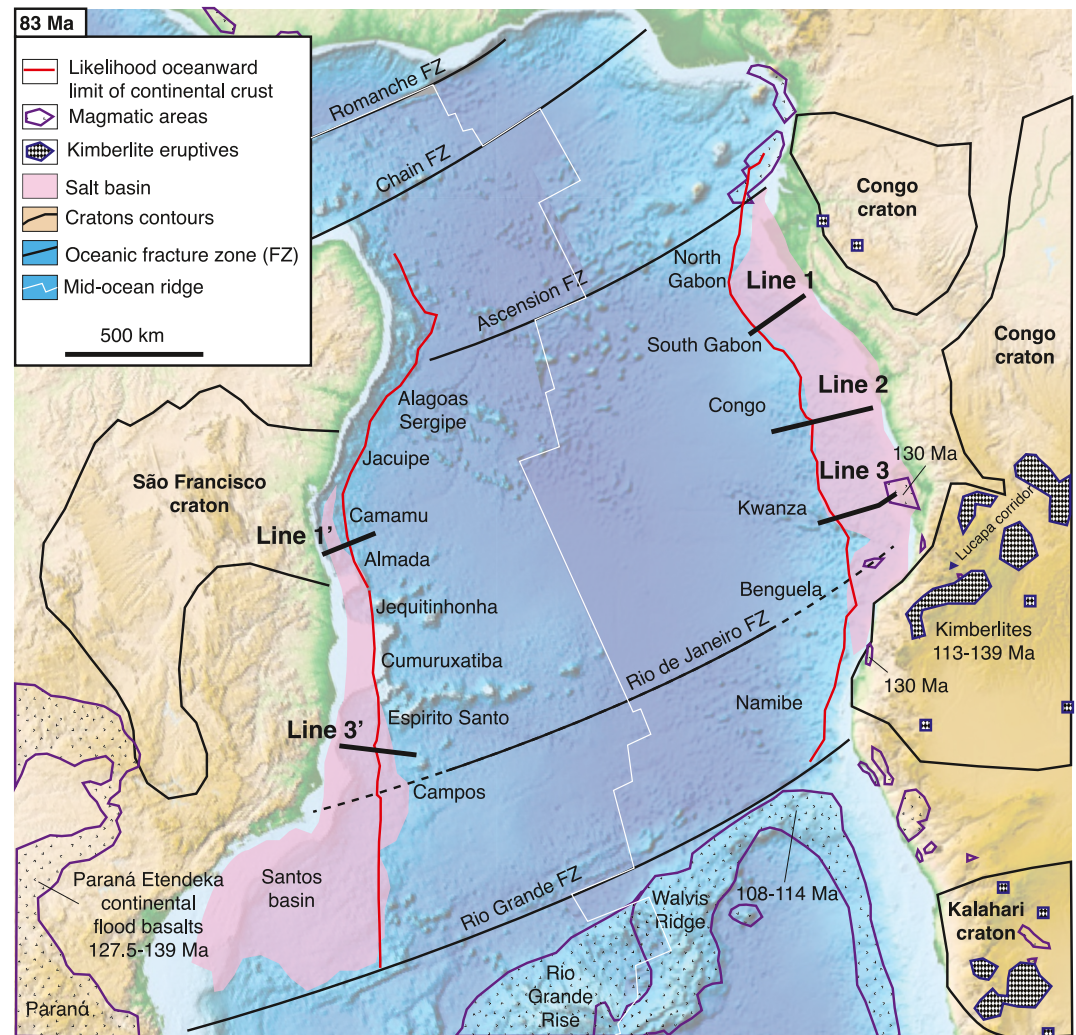 83 Ma
Likelihood oceanward
limit of continental crust
Magmatic areas
Kimberlite eruptives
Salt basin
Cratons contours
Oceanic fracture zone (FZ)
Mid-ocean ridge
500 km
Romanche FZ
Chain FZ
Ascension FZ
Congo
craton
North
Gabon
Line 1
South Gabon
Congo
craton
Line 2
Congo
Alagoas
Sergipe
Jacuipe
Line 3
130 Ma
São Francisco
craton
Camamu
Kwanza
Lucapa corridor
Line 1'
Almada
Benguela
Jequitinhonha
Kimberlites
113-139 Ma
Cumuruxatiba
Rio de Janeiro FZ
130 Ma
Namibe
Espirito Santo
Line 3'
Campos
Paraná Etendeka
continental
flood basalts
127.5-139 Ma
Santos
basin
Rio Grande FZ
Walvis
Ridge
108-114 Ma
Kalahari
craton
Rio
Grande
Rise
Paraná